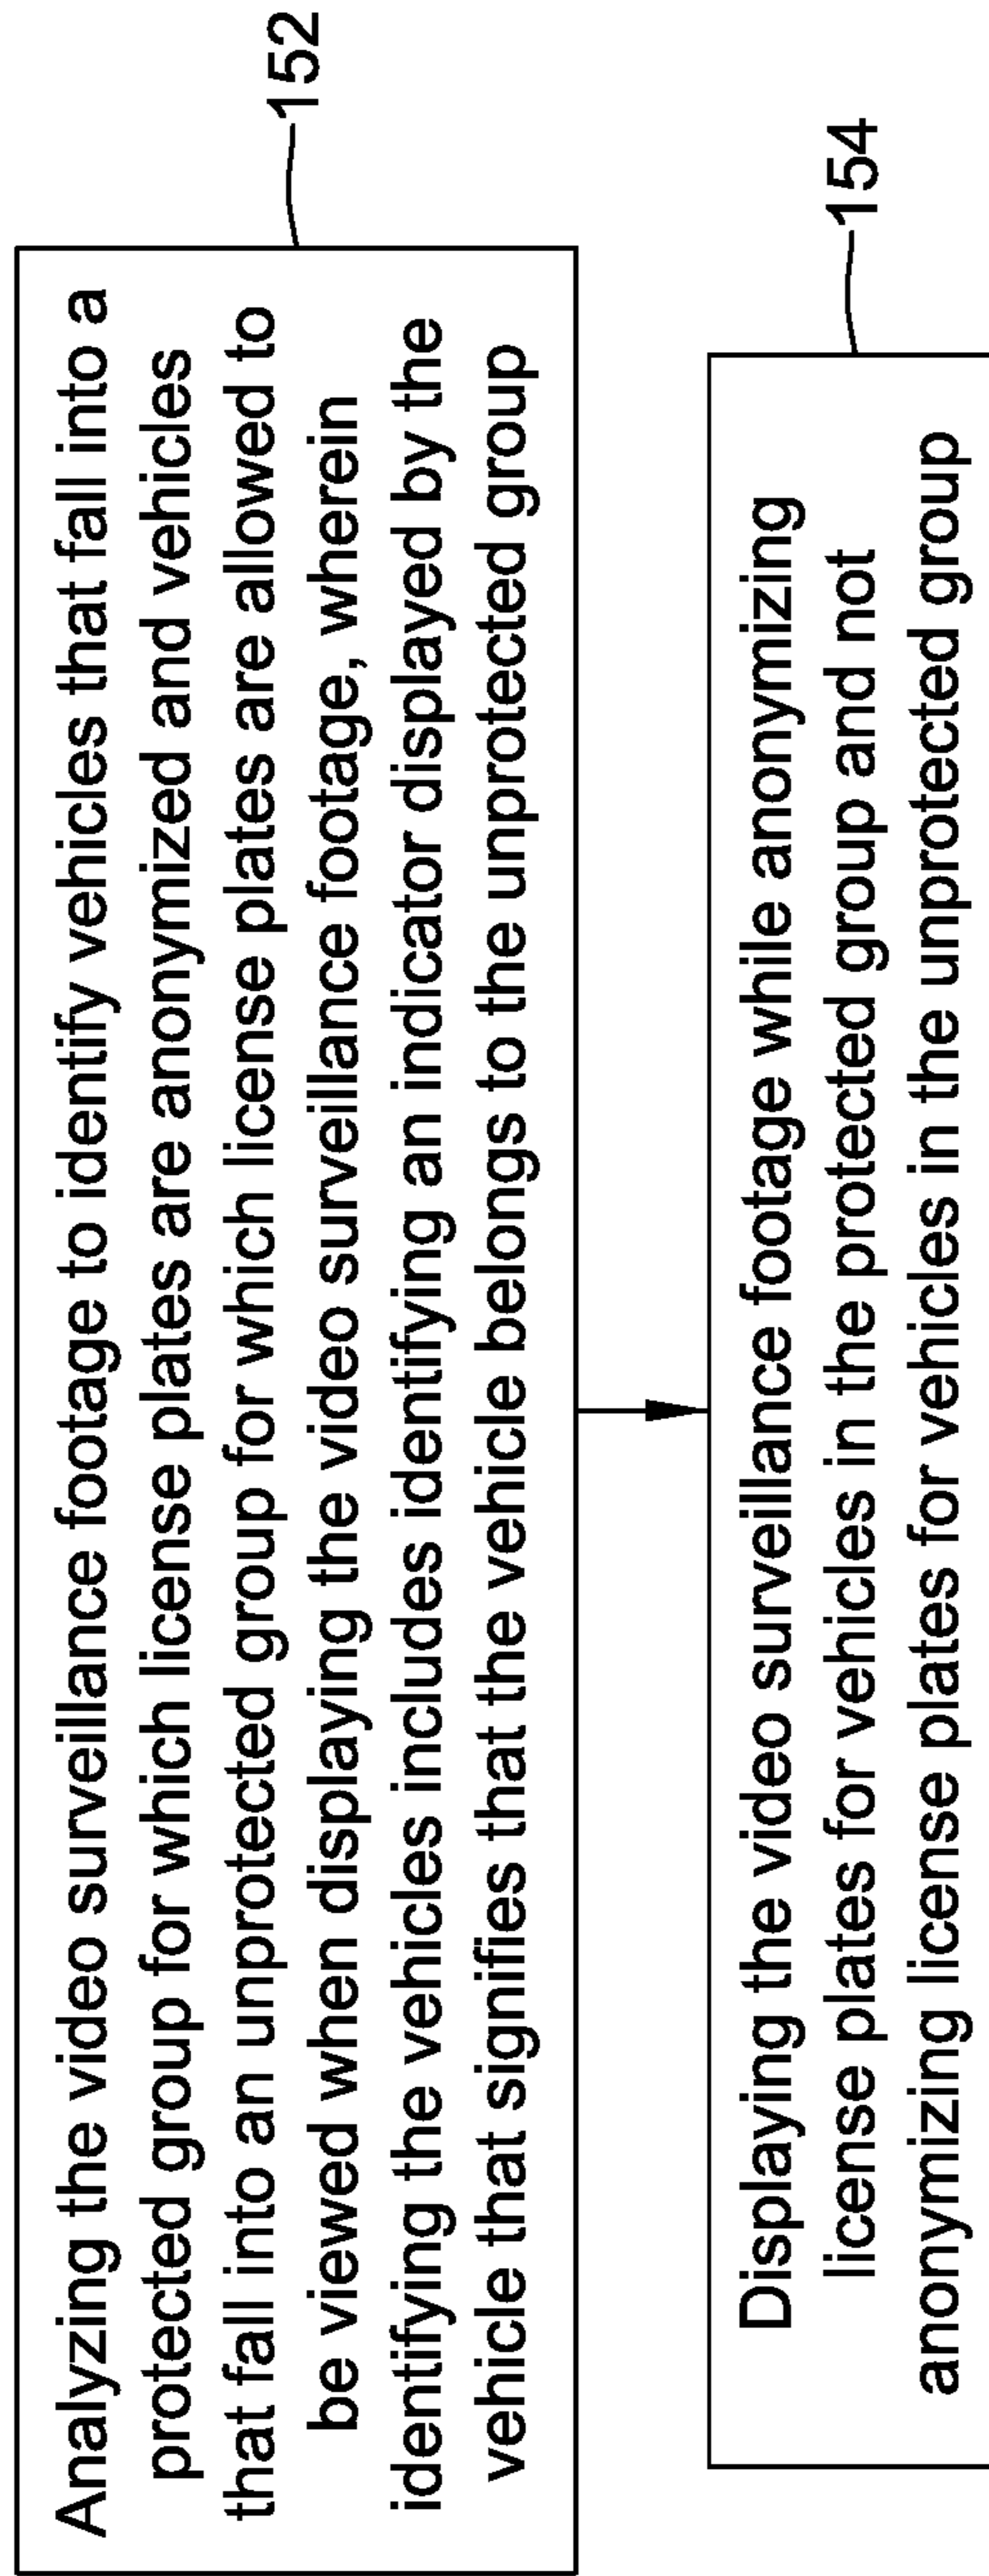 Analyzing the video surveillance footage to identify vehicles that fall into a
protected group for which license plates are anonymized and vehicles
that fall into an unprotected group for which license plates are allowed to
be viewed when displaying the video surveillance footage, wherein
identifying the vehicles includes identifying an indicator displayed by the
vehicle that signifies that the vehicle belongs to the unprotected group
152
Displaying the video surveillance footage while anonymizing
license plates for vehicles in the protected group and not
anonymizing license plates for vehicles in the unprotected group
154